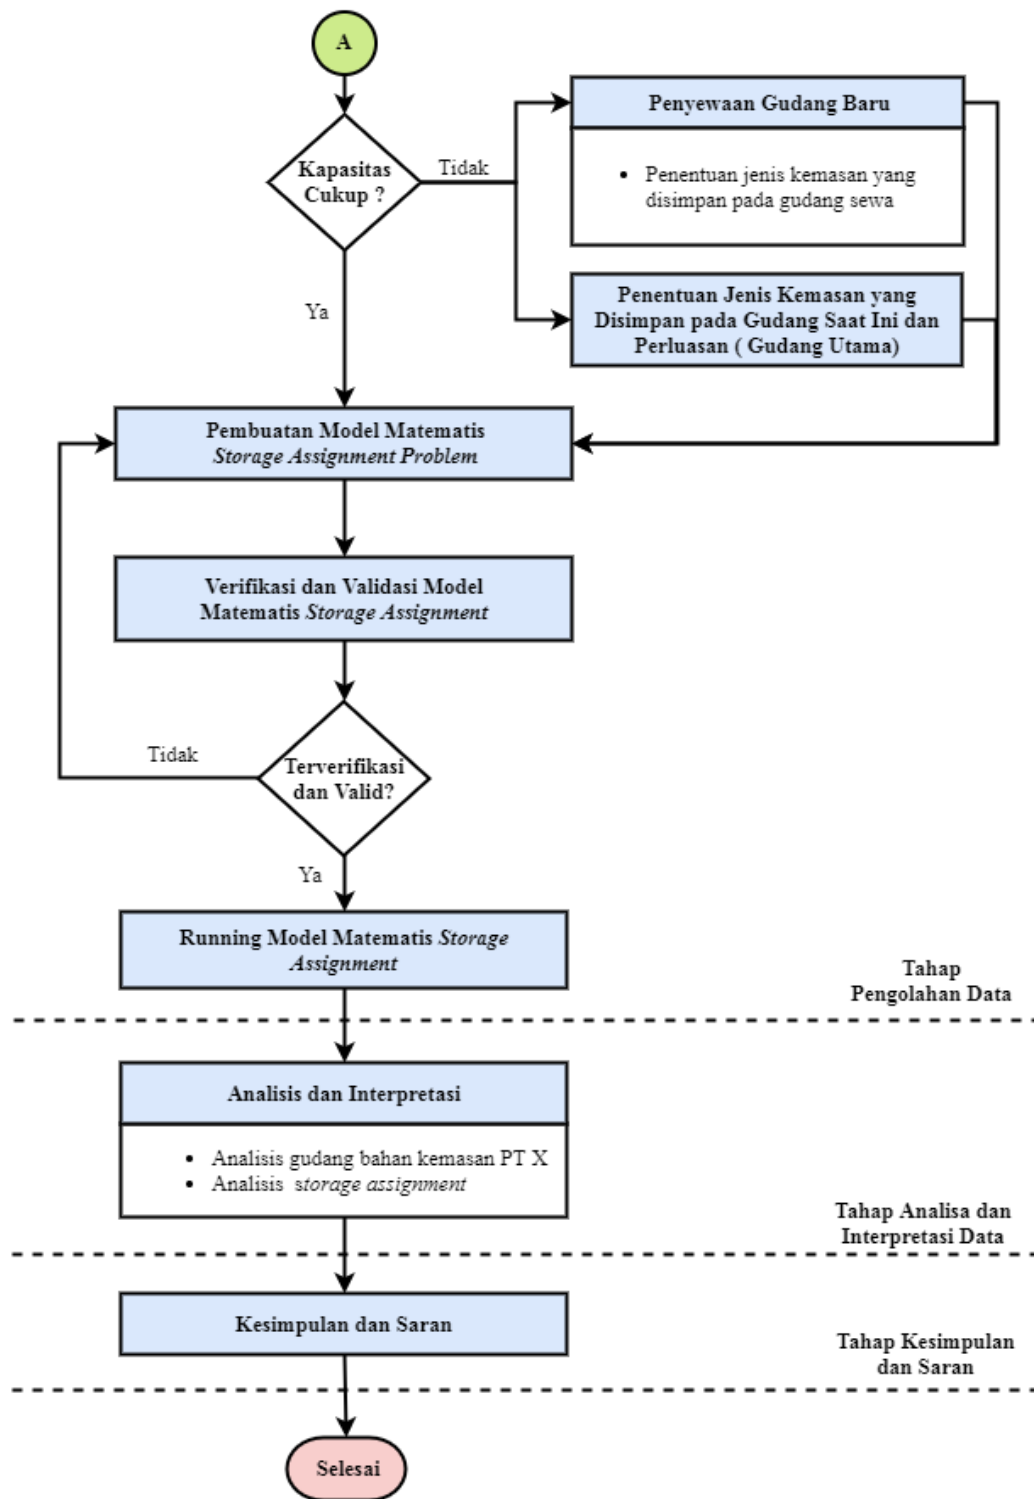 A
Kapasitas
Cukup ?
Tidak
Penyewaan Gudang Baru
• Penentuan jenis kemasan yang
disimpan pada gudang sewa
Penentuan Jenis Kemasan yang
Disimpan pada Gudang Saat Ini dan
Perluasan ( Gudang Utama)
Ya
Pembuatan Model Matematis
Storage Assignment Problem
Verifikasi dan Validasi Model
Matematis Storage Assignment
Tidak
Terverifikasi
dan Valid?
Ya
Running Model Matematis Storage
Assignment
Tahap
Pengolahan Data
Analisis dan Interpretasi
• Analisis gudang bahan kemasan PT X
• Analisis storage assignment
Tahap Analisa dan
Interpretasi Data
Kesimpulan dan Saran
Tahap Kesimpulan
dan Saran
Selesai